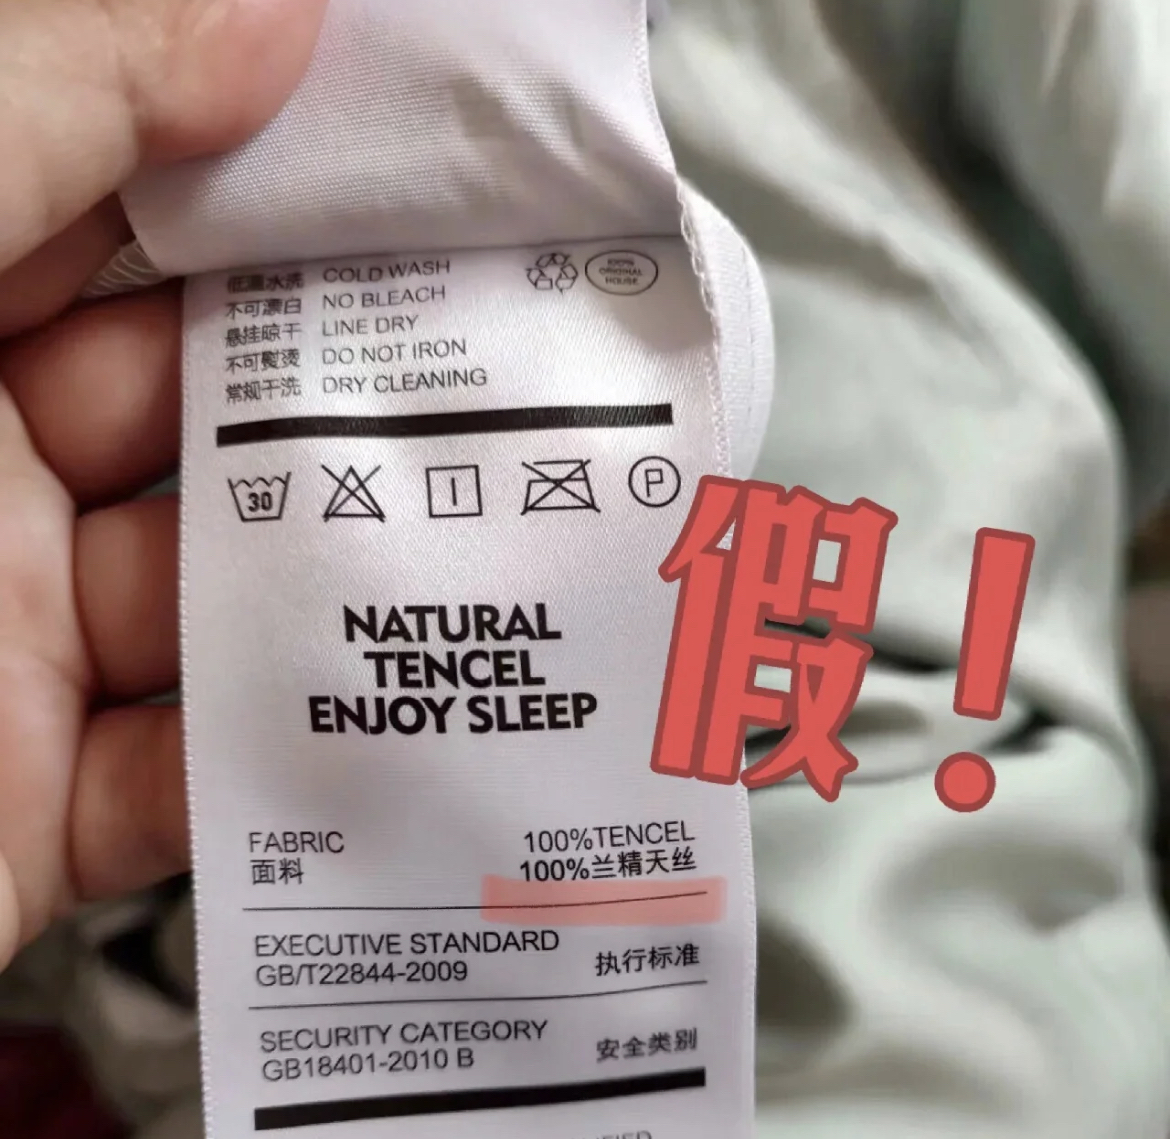 低温水洗 COLD WASH
不可漂白 NO BLEACH
悬挂晾干 LINE DRY
不可熨烫 DO NOT IRON
常规干洗 DRY CLEANING
100%
ORIGINAL
HOUSE
30
P
NATURAL
TENCEL
ENJOY SLEEP
假！
FABRIC 100%TENCEL
面料 100%兰精天丝
EXECUTIVE STANDARD
GB/T22844-2009 执行标准
SECURITY CATEGORY
GB18401-2010 B 安全类别